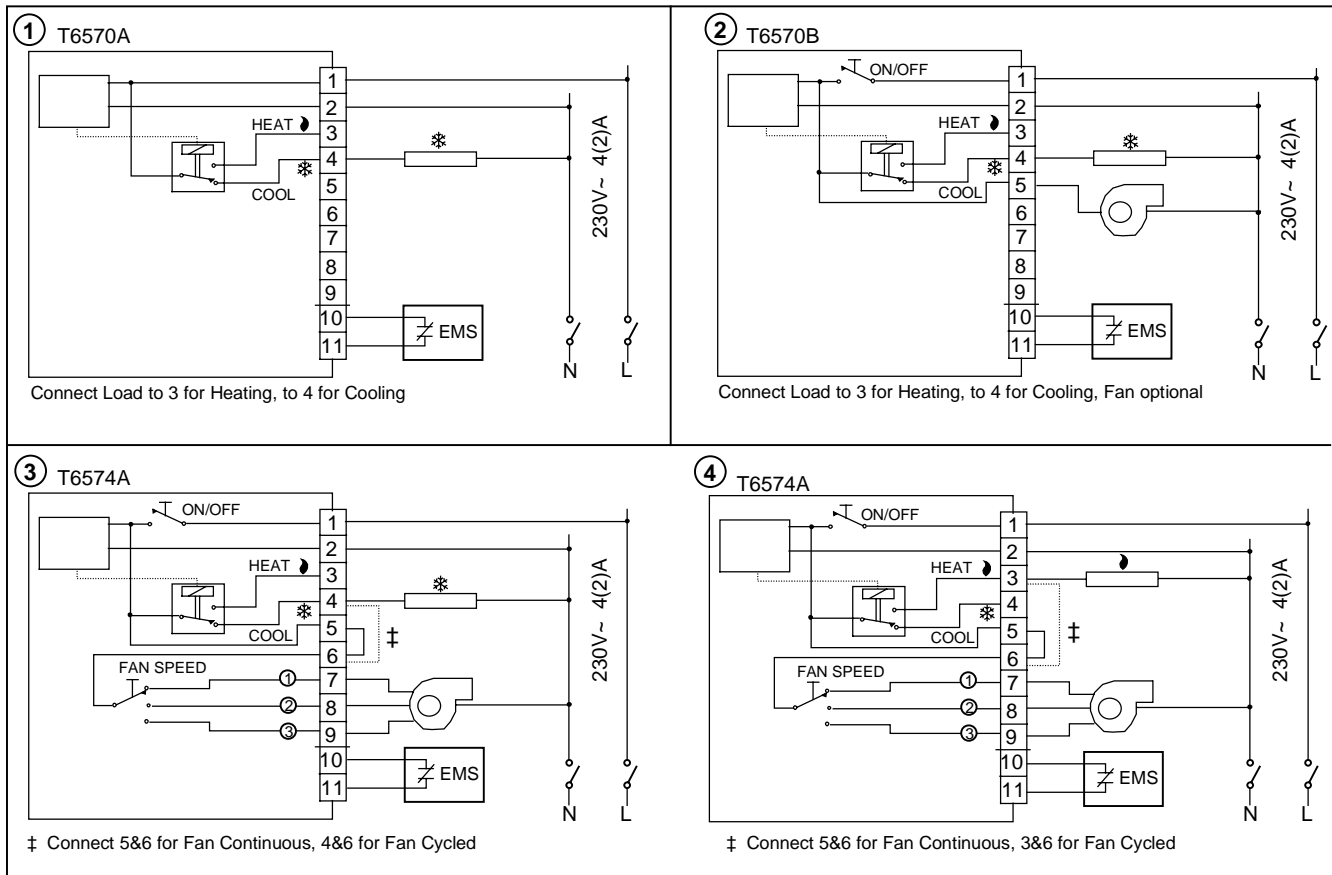 1 T6570A
1
2
HEAT
3
4
COOL
5
6
7
8
9
10
EMS
11
230V~ 4(2)A
N L
Connect Load to 3 for Heating, to 4 for Cooling
2 T6570B
ON/OFF
1
2
HEAT
3
4
COOL
5
6
7
8
9
10
EMS
11
230V~ 4(2)A
N L
Connect Load to 3 for Heating, to 4 for Cooling, Fan optional
3 T6574A
ON/OFF
1
2
HEAT
3
4
5
COOL
‡
6
FAN SPEED
1 7
2 8
3 9
10
EMS
11
230V~ 4(2)A
N L
‡ Connect 5&6 for Fan Continuous, 4&6 for Fan Cycled
4 T6574A
ON/OFF
1
2
HEAT
3
4
5
COOL
‡
6
FAN SPEED
1 7
2 8
3 9
10
EMS
11
230V~ 4(2)A
N L
‡ Connect 5&6 for Fan Continuous, 3&6 for Fan Cycled